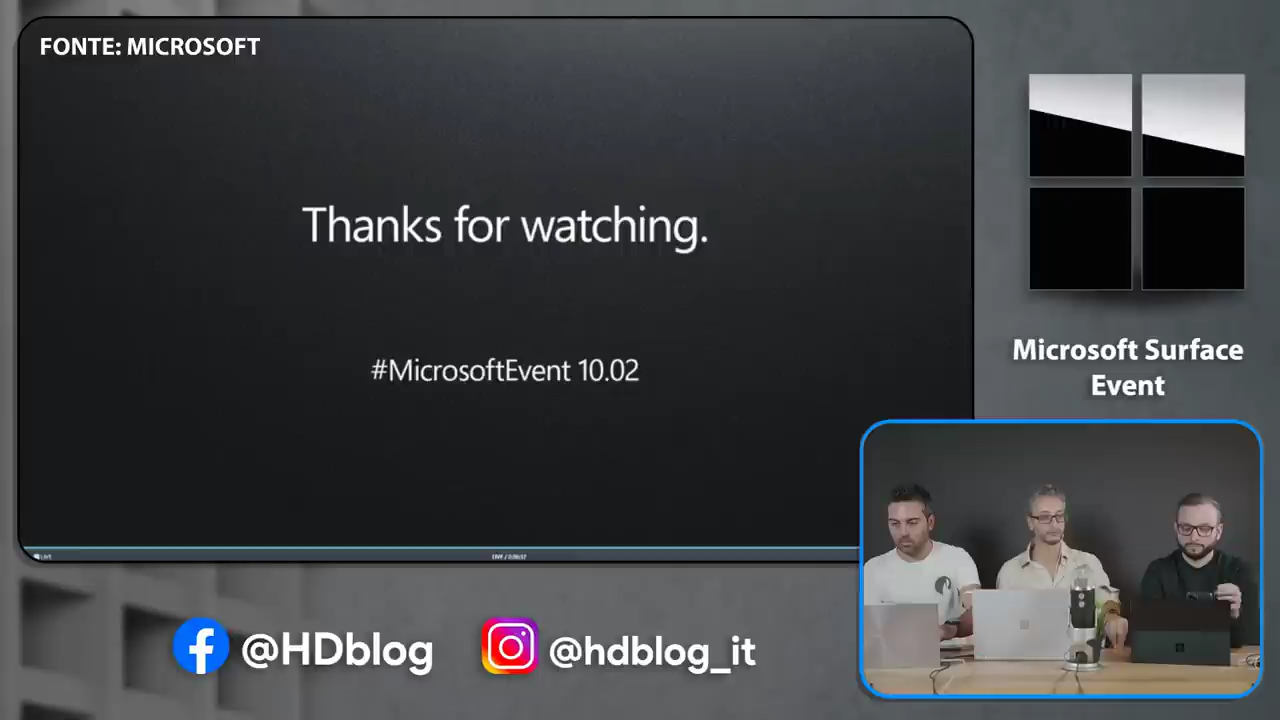 FONTE: MICROSOFT
Thanks for watching.
#MicrosoftEvent 10.02
Microsoft Surface
Event
@HDblog
@hdblog_it